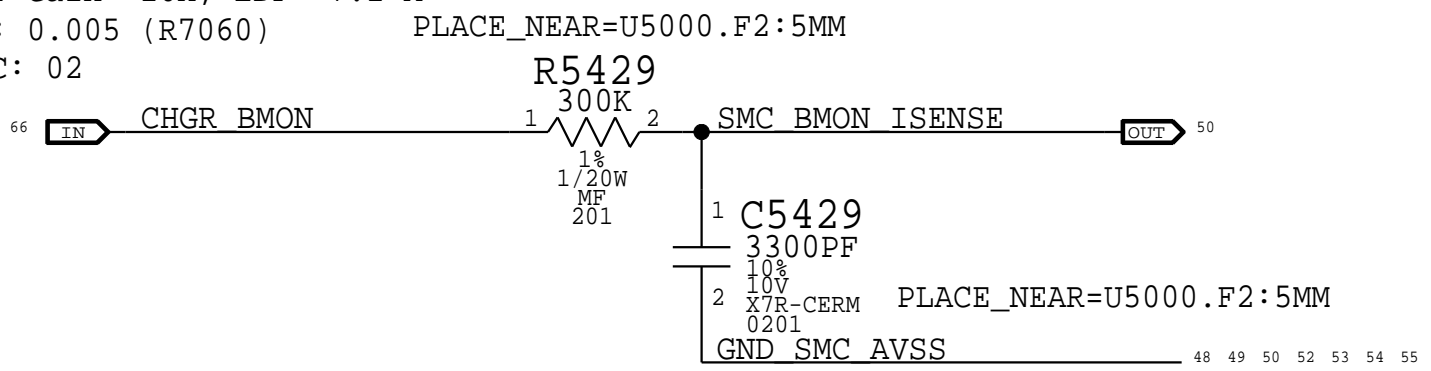 : 0.005 (R7060)
PLACE_NEAR=U5000.F2:5MM
C: 02
R5429
300K
66 IN CHGR_BMON 1 2 SMC_BMON_ISENSE OUT 50
1%
1/20W
MF
201
1 C5429
3300PF
10%
10V
2 X7R-CERM
PLACE_NEAR=U5000.F2:5MM
0201
GND_SMC_AVSS
48 49 50 52 53 54 55